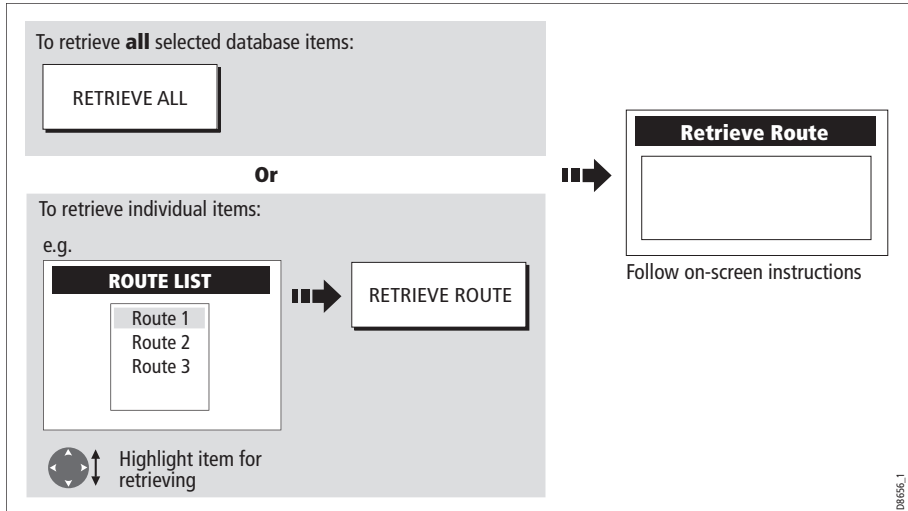 To retrieve all selected database items:
RETRIEVE ALL
Or
To retrieve individual items:
e.g.
ROUTE LIST
Route 1
Route 2
Route 3
RETRIEVE ROUTE
Highlight item for
retrieving
Retrieve Route
Follow on-screen instructions
D8656_1